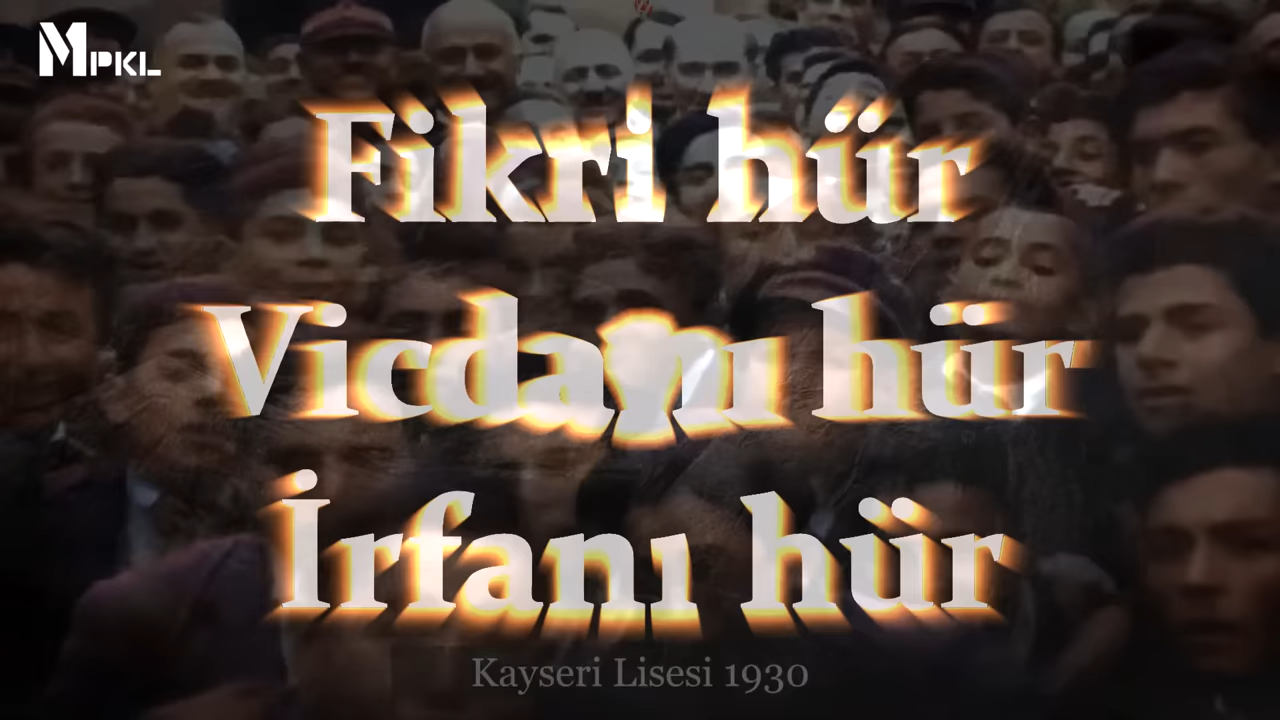 MPKL
Fikri hür
Vicdanı hür
İrfanı hür
Kayseri Lisesi 1930